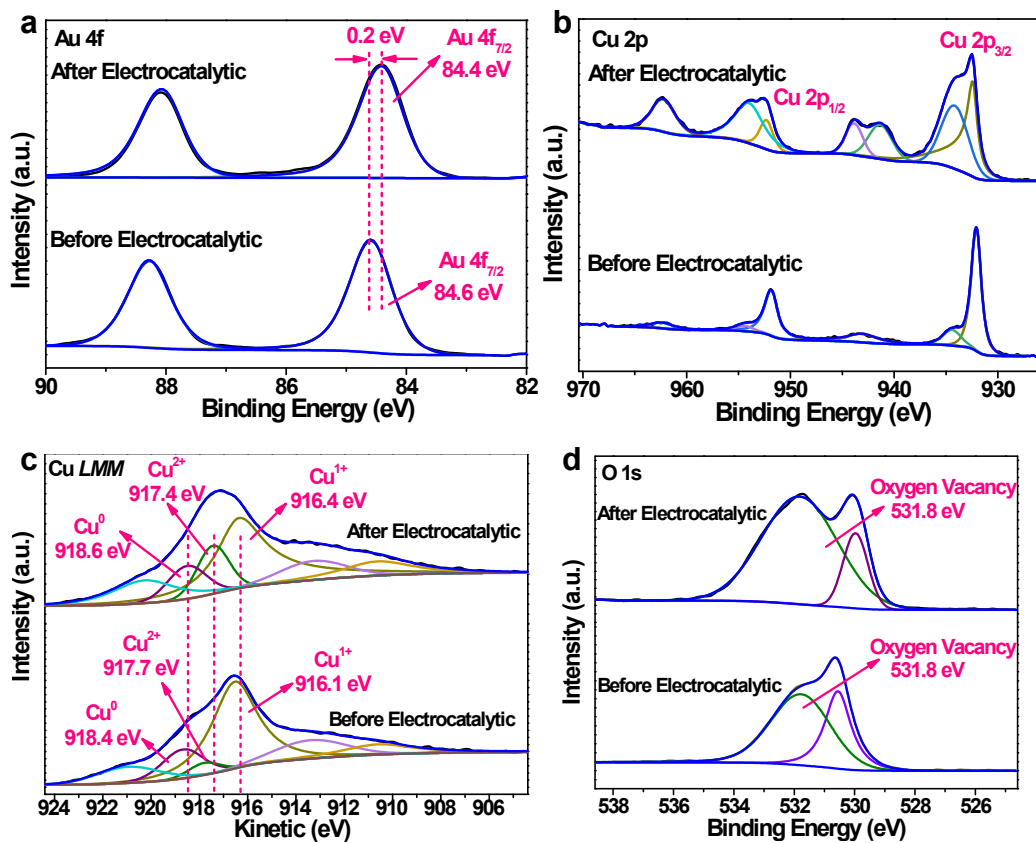 a
Au 4f
After Electrocatalytic
0.2 eV
Au 4f7/2
84.4 eV
Before Electrocatalytic
Au 4f7/2
84.6 eV
Intensity (a.u.)
90 88 86 84 82
Binding Energy (eV)
b
Cu 2p
After Electrocatalytic
Cu 2p3/2
Cu 2p1/2
Before Electrocatalytic
Intensity (a.u.)
970 960 950 940 930
Binding Energy (eV)
c
Cu LMM
Cu2+
917.4 eV
Cu1+
916.4 eV
Cu0
918.6 eV
After Electrocatalytic
Cu2+
917.7 eV
Cu1+
916.1 eV
Cu0
918.4 eV
Before Electrocatalytic
Intensity (a.u.)
924 922 920 918 916 914 912 910 908 906
Kinetic (eV)
d
O 1s
After Electrocatalytic
Oxygen Vacancy
531.8 eV
Before Electrocatalytic
Oxygen Vacancy
531.8 eV
Intensity (a.u.)
538 536 534 532 530 528 526
Binding Energy (eV)